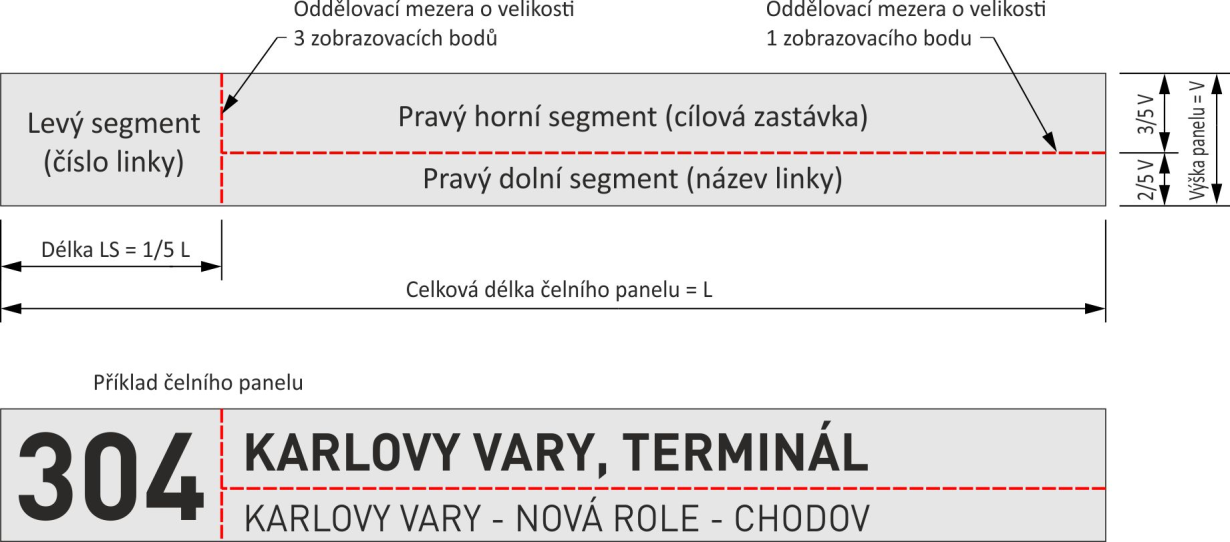 Oddělovací mezera o velikosti
3 zobrazovacích bodů
Oddělovací mezera o velikosti
1 zobrazovacího bodu
Levý segment
(číslo linky)
Pravý horní segment (cílová zastávka)
Pravý dolní segment (název linky)
3/5 V
2/5 V
Výška panelu = V
Délka LS = 1/5 L
Celková délka čelního panelu = L
Příklad čelního panelu
304
KARLOVY VARY, TERMINÁL
KARLOVY VARY - NOVÁ ROLE - CHODOV